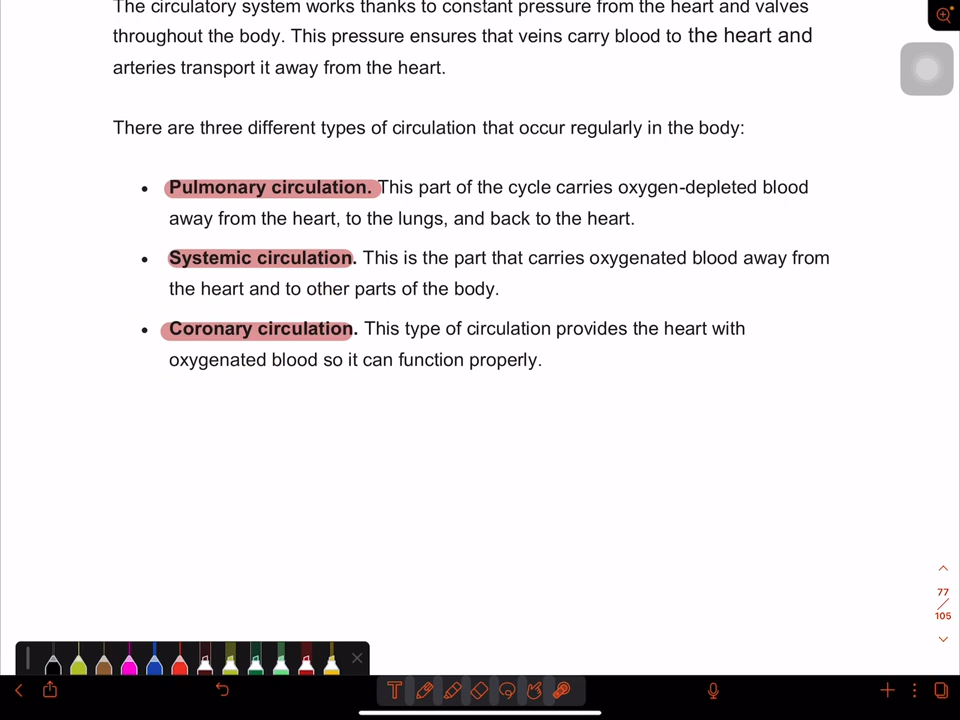 The circulatory system works thanks to constant pressure from the heart and valves
throughout the body. This pressure ensures that veins carry blood to the heart and
arteries transport it away from the heart.
There are three different types of circulation that occur regularly in the body:
• Pulmonary circulation. This part of the cycle carries oxygen-depleted blood
away from the heart, to the lungs, and back to the heart.
• Systemic circulation. This is the part that carries oxygenated blood away from
the heart and to other parts of the body.
• Coronary circulation. This type of circulation provides the heart with
oxygenated blood so it can function properly.
77
105